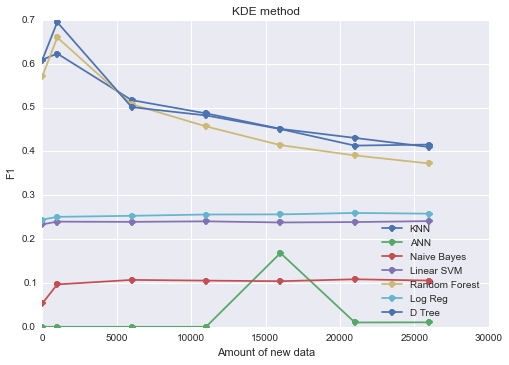 KDE method
0.7
0.6
0.5
0.4
0.3
0.2
0.1
0.0
F1
KNN
ANN
Naive Bayes
Linear SVM
Random Forest
Log Reg
D Tree
0 5000 10000 15000 20000 25000 30000
Amount of new data